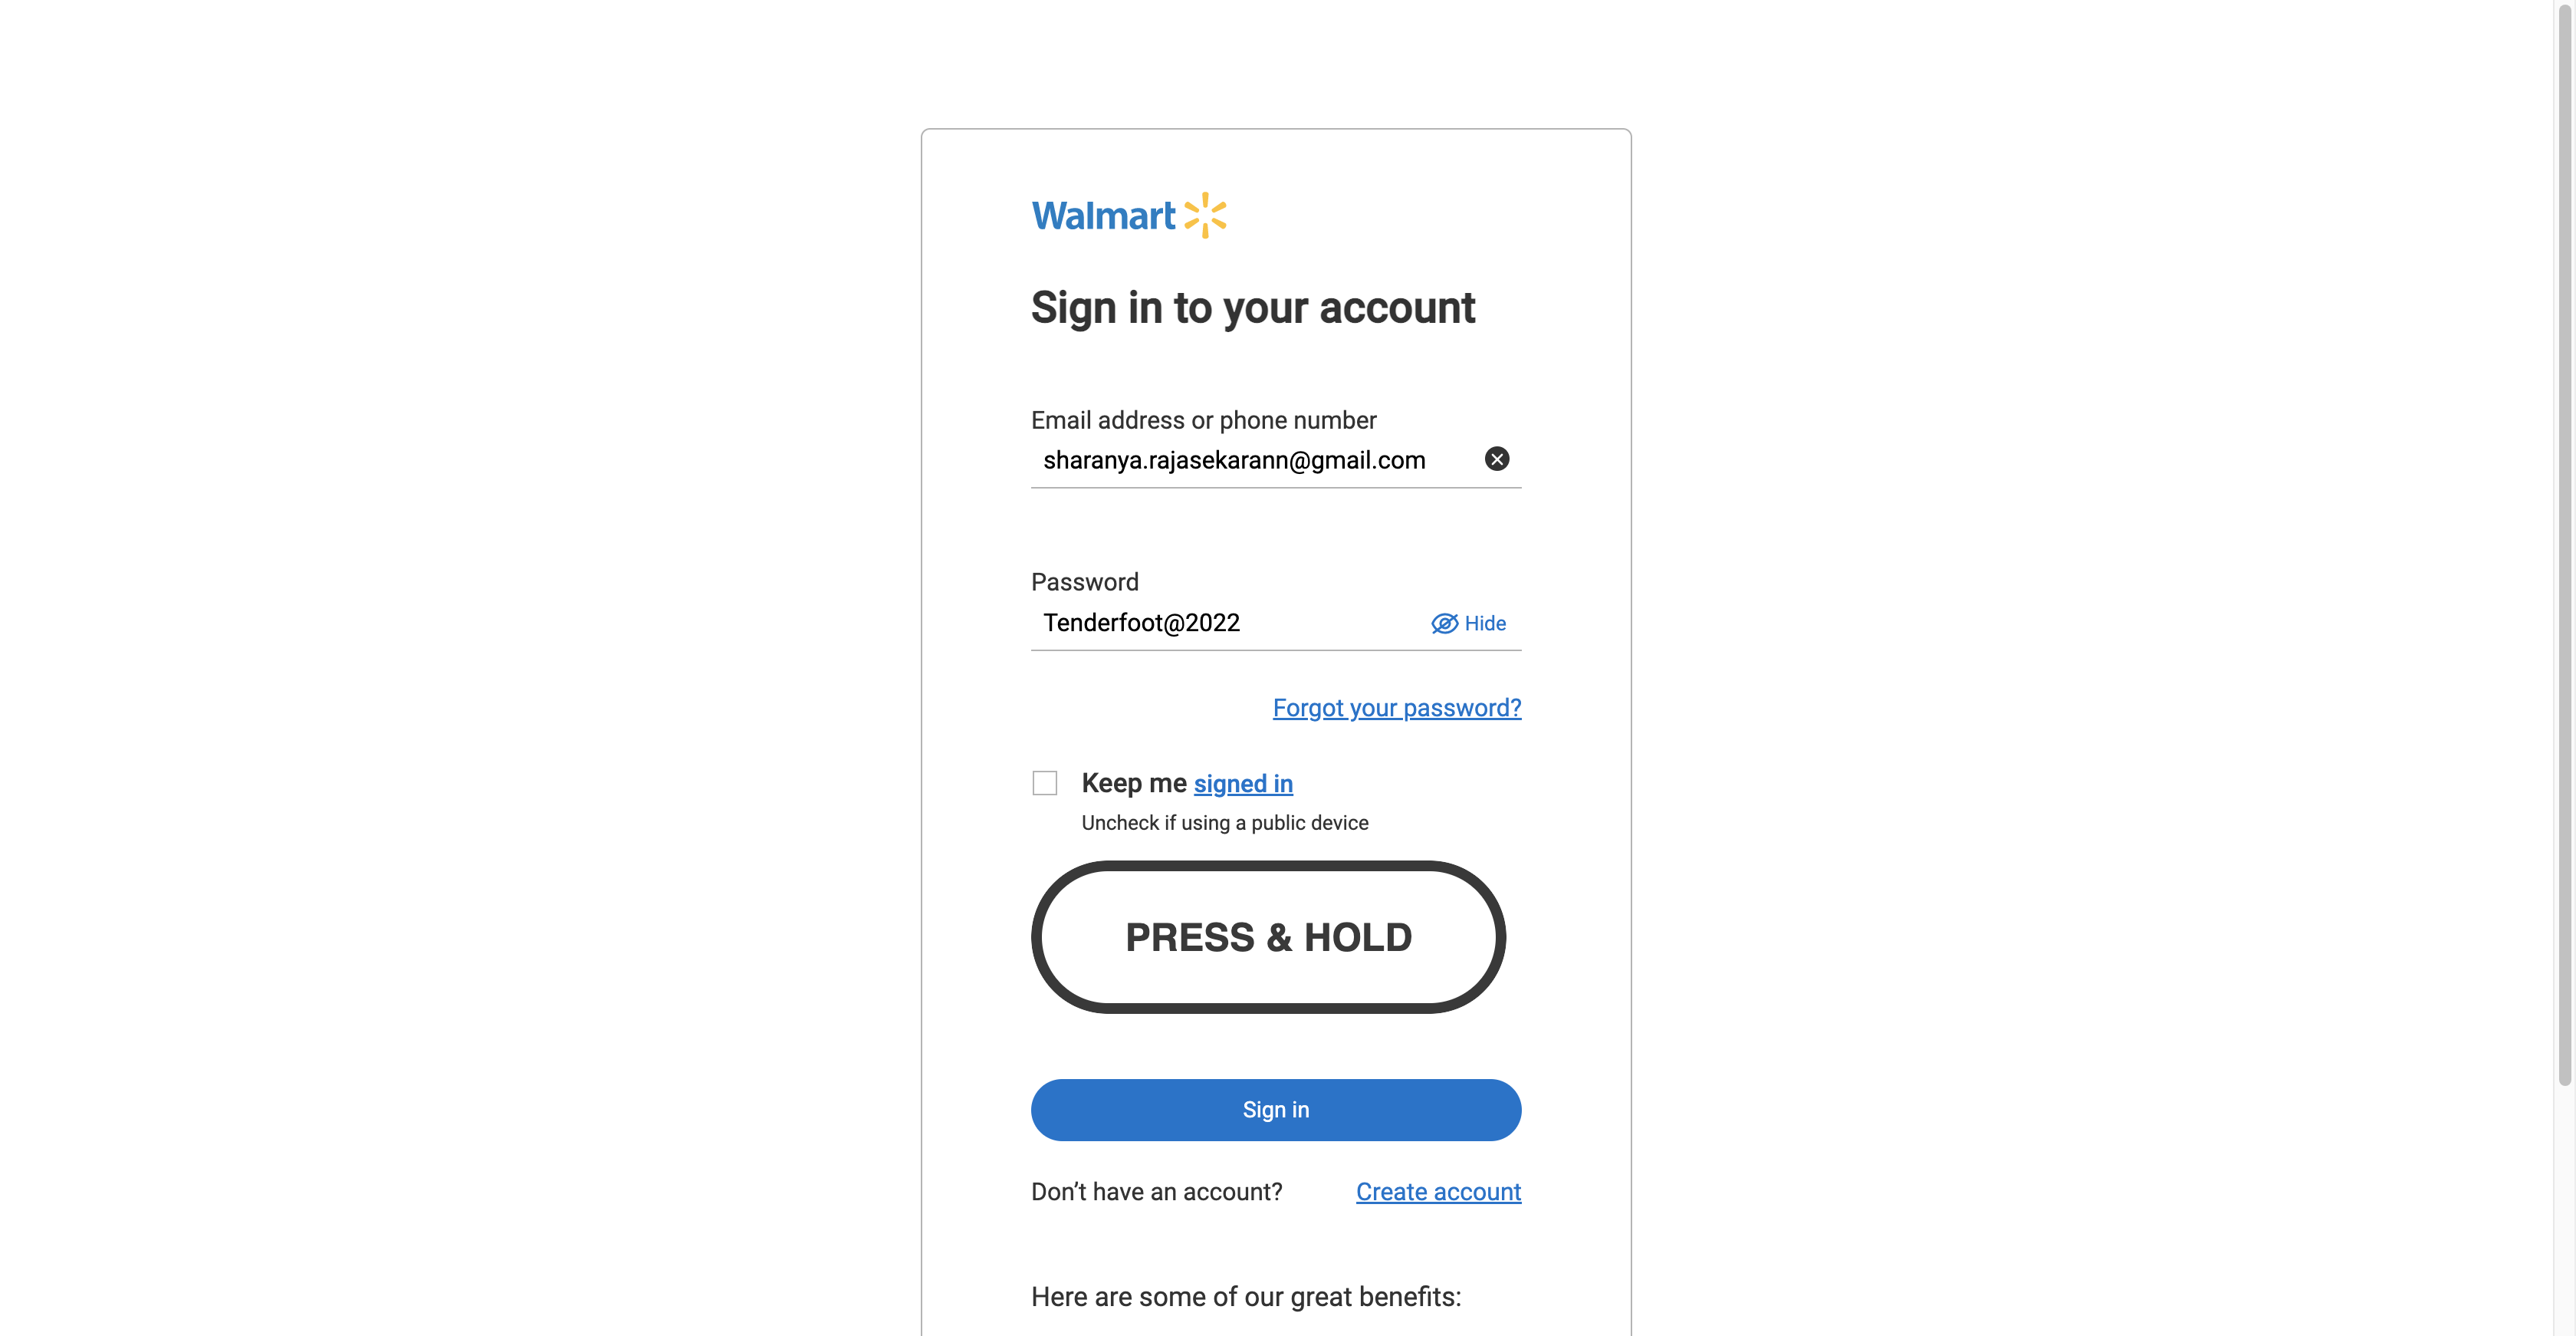 Walmart
Sign in to your account
Email address or phone number
sharanya.rajasekarann@gmail.com
Password
Tenderfoot@2022
Hide
Forgot your password?
Keep me signed in
Uncheck if using a public device
PRESS & HOLD
Sign in
Don’t have an account? Create account
Here are some of our great benefits: